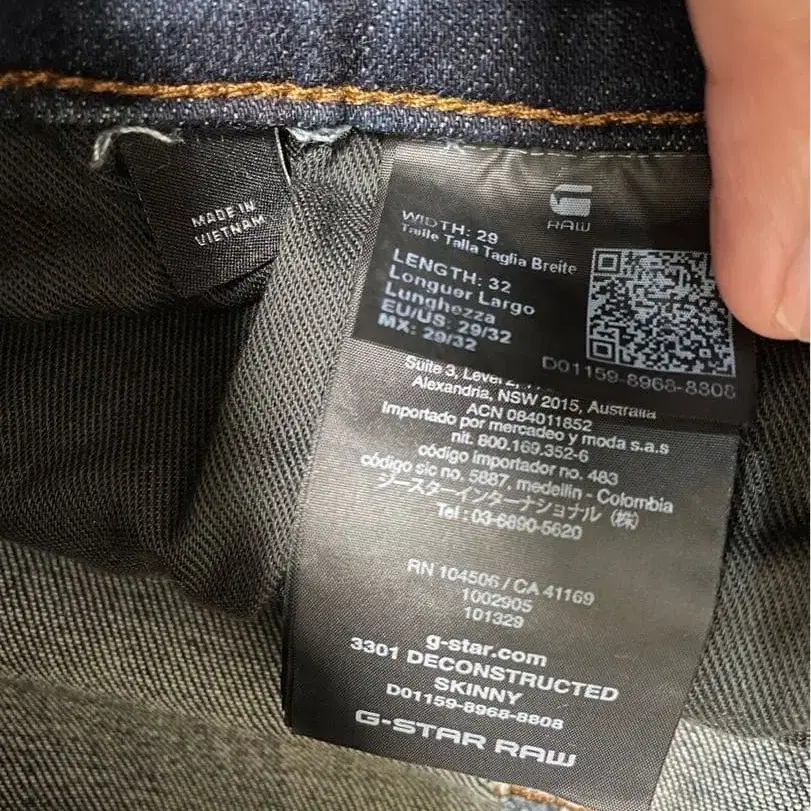 MADE IN
VIETNAM
RAW
WIDTH: 29
Taille Talla Taglia Breite
LENGTH: 32
Longuer Largo
Lunghezza
EU/US: 29/32
MX: 29/32
D01159-8968-8808
Suite 3, Level
Alexandria, NSW 2015, Australia
ACN 084011852
Importado por mercadeo y moda s.a.s
nit. 800.169.352-6
código importador no. 483
código sic no. 5887, medellin - Colombia
ジースターインターナショナル (株)
Tel : 03-6890-5620
RN 104506 / CA 41169
1002905
101329
g-star.com
3301 DECONSTRUCTED
SKINNY
D01159-8968-8808
G-STAR RAW